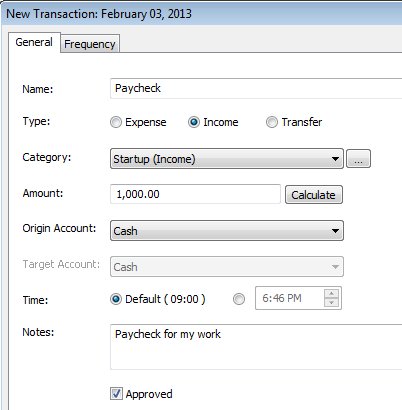 New Transaction: February 03, 2013
General Frequency
Name: Paycheck
Type: Expense Income Transfer
Category: Startup (Income) ...
Amount: 1,000.00 Calculate
Origin Account: Cash
Target Account: Cash
Time: Default ( 09:00 ) 6:46 PM
Notes: Paycheck for my work
Approved